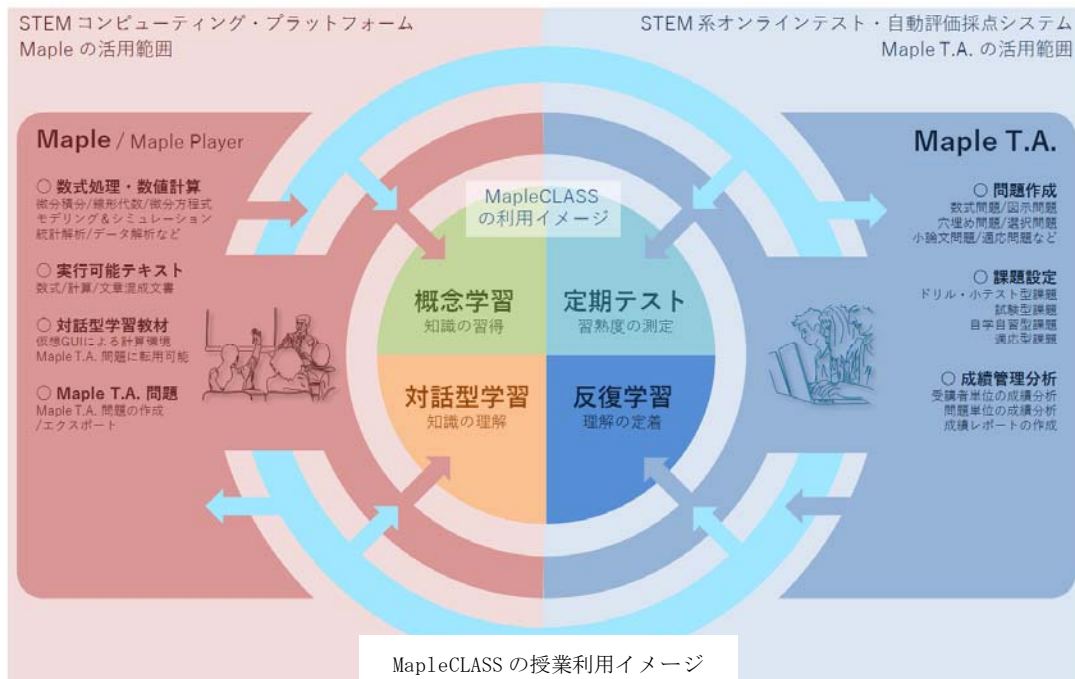 STEM コンピューティング・プラットフォーム
Maple の活用範囲
STEM 系オンラインテスト・自動評価採点システム
Maple T.A. の活用範囲
Maple / Maple Player
○ 数式処理・数値計算
微分積分/線形代数/微分方程式
モデリング＆シミュレーション
統計解析/データ解析など
○ 実行可能テキスト
数式/計算/文章混成文書
○ 対話型学習教材
仮想GUIによる計算環境
Maple T.A. 問題に転用可能
○ Maple T.A. 問題
Maple T.A. 問題の作成
/エクスポート
MapleCLASS
の利用イメージ
概念学習
知識の習得
定期テスト
習熟度の測定
対話型学習
知識の理解
反復学習
理解の定着
Maple T.A.
○ 問題作成
数式問題/図示問題
穴埋め問題/選択問題
小論文問題/適応問題など
○ 課題設定
ドリル・小テスト型課題
試験型課題
自学自習型課題
適応型課題
○ 成績管理分析
受講者単位の成績分析
問題単位の成績分析
成績レポートの作成
MapleCLASS の授業利用イメージ